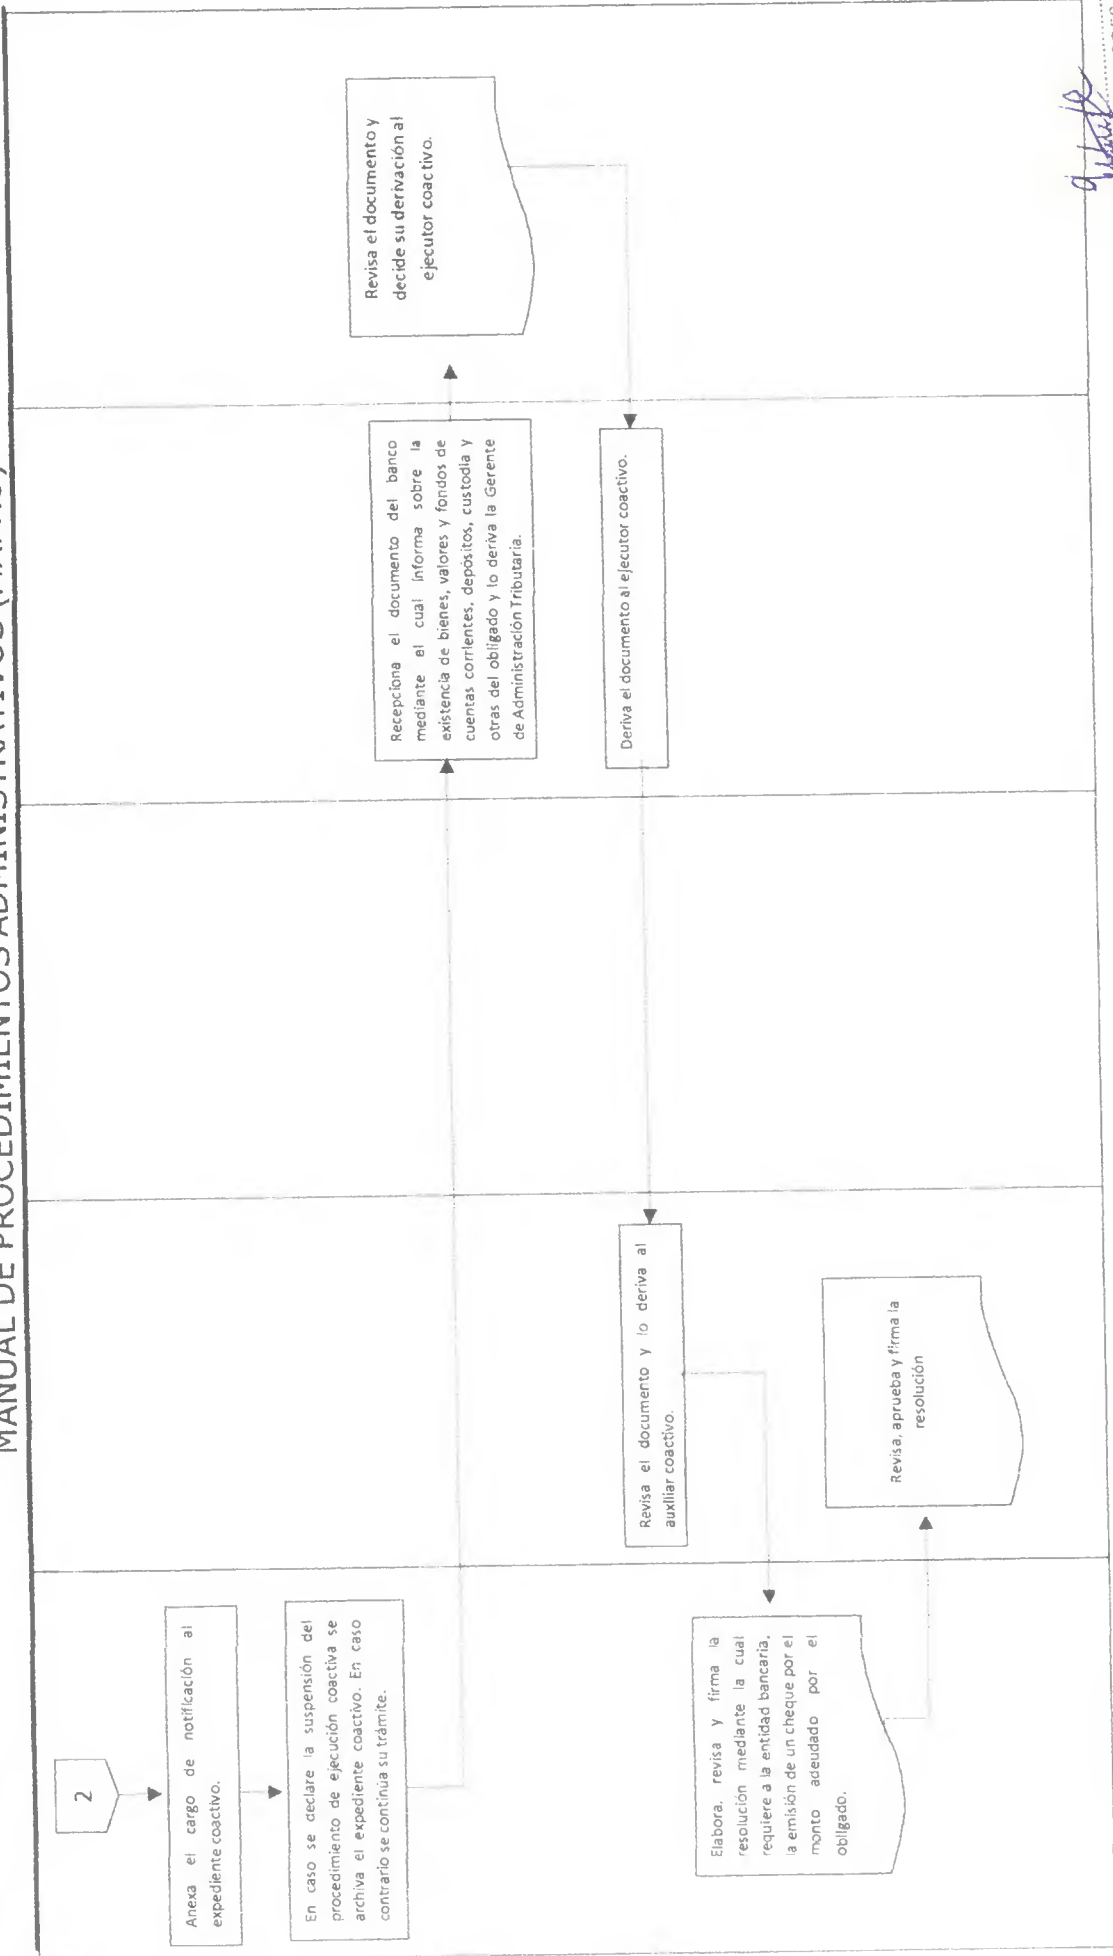 MANUAL DE PROCEDIMIENTOS ADMINISTRATIVOS
2
Anexa el cargo de notificación al
expediente coactivo.
En caso se declare la suspensión del
procedimiento de ejecución coactiva se
archiva el expediente coactivo. En caso
contrario se continúa su trámite.
Recepciona el documento del banco
mediante el cual informa sobre la
existencia de bienes, valores y fondos de
cuentas corrientes, depósitos, custodia y
otras del obligado y lo deriva la Gerente
de Administración Tributaria.
Revisa el documento y
decide su derivación al
ejecutor coactivo.
Deriva el documento al ejecutor coactivo.
Revisa el documento y lo deriva al
auxiliar coactivo.
Elabora, revisa y firma la
resolución mediante la cual
requiere a la entidad bancaria,
la emisión de un cheque por el
monto adeudado por el
obligado.
Revisa, aprueba y firma la
resolución